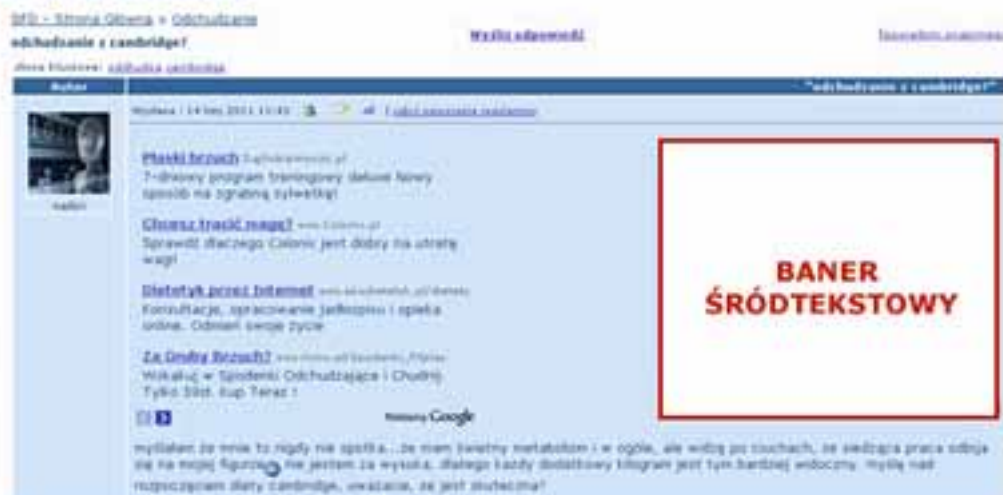 SFD - Strona Główna » Odchudzanie
Wyślij odpowiedź
odchudzanie z cambridge?
Autor
"odchudzanie z cambridge?"
Płaski brzuch
7-dniowy program treningowy deluxe Nowy
sposób na zgrabną sylwetkę!
Chcesz tracić wagę?
Sprawdź dlaczego Colonic jest dobry na utratę
wagi!
Dietetyk przez Internet
Konsultacje, opracowanie jadłospisu i opieka
online. Odmień swoje życie
Za Gruby Brzuch?
Wskakuj w Spodenki Odchudzające i Chudnij
Tylko Kup Teraz !
Google
BANER
ŚRÓDTEKSTOWY
myślałam że mnie to nigdy nie spotka...że mam świetny metabolizm i w ogóle, ale widzę po ciuchach, że siedząca praca odbija
się na mojej figurze nie jestem za wysoka, dlatego każdy dodatkowy kilogram jest tym bardziej widoczny. myślę nad
rozpoczęciem diety cambridge, uważacie, że jest skuteczna?